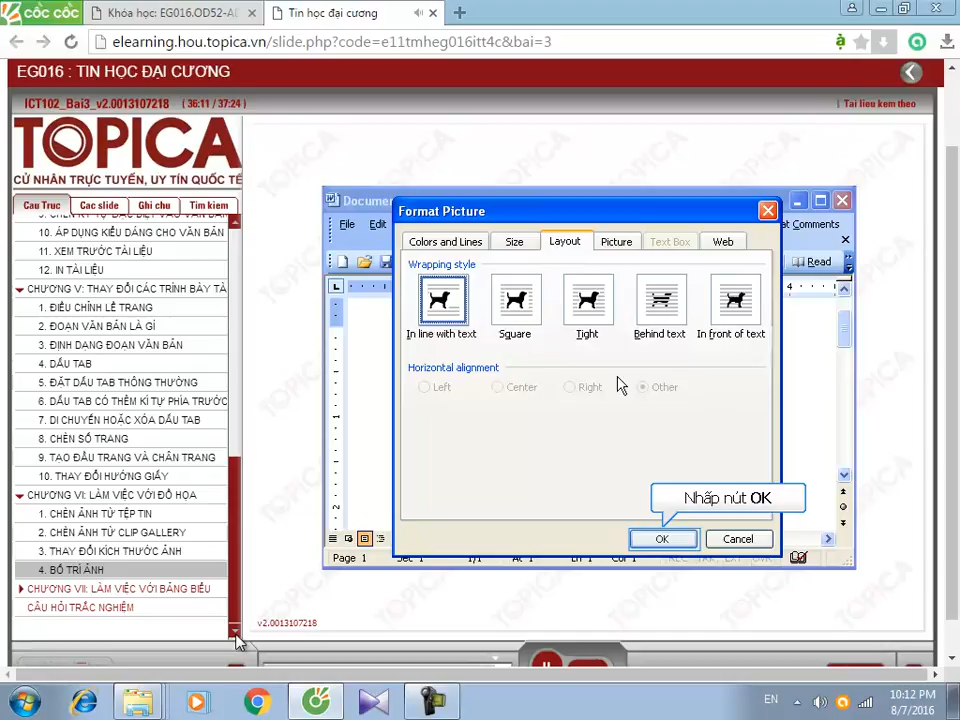 cốc cốc
Khóa học: EG016.OD52-AD
Tin học đại cương
elearning.hou.topica.vn/slide.php?code=e11tmheg016itt4c&bai=3
EG016 : TIN HỌC ĐẠI CƯƠNG
ICT102_Bai3_v2.0013107218 ( 36:11 / 37:24 )
Tai lieu kem theo
TOPICA
CỬ NHÂN TRỰC TUYẾN, UY TÍN QUỐC TẾ
Cau Truc
Cac slide
Ghi chu
Tim kiem
10. ÁP DỤNG KIỂU DÁNG CHO VĂN BẢN
11. XEM TRƯỚC TÀI LIỆU
12. IN TÀI LIỆU
CHƯƠNG V: THAY ĐỔI CÁC TRÌNH BÀY TÀ
1. ĐIỀU CHỈNH LỀ TRANG
2. ĐOẠN VĂN BẢN LÀ GÌ
3. ĐỊNH DẠNG ĐOẠN VĂN BẢN
4. DẤU TAB
5. ĐẶT DẤU TAB THÔNG THƯỜNG
6. DẤU TAB CÓ THÊM KÍ TỰ PHÍA TRƯỚC
7. DI CHUYỂN HOẶC XÓA DẤU TAB
8. CHÈN SỐ TRANG
9. TẠO ĐẦU TRANG VÀ CHÂN TRANG
10. THAY ĐỔI HƯỚNG GIẤY
CHƯƠNG VI: LÀM VIỆC VỚI ĐỒ HỌA
1. CHÈN ẢNH TỪ TỆP TIN
2. CHÈN ẢNH TỪ CLIP GALLERY
3. THAY ĐỔI KÍCH THƯỚC ẢNH
4. BỐ TRÍ ẢNH
CHƯƠNG VII: LÀM VIỆC VỚI BẢNG BIỂU
CÂU HỎI TRẮC NGHIỆM
Documen
File Edit
at Comments
Read
Format Picture
Colors and Lines
Size
Layout
Picture
Text Box
Web
Wrapping style
In line with text
Square
Tight
Behind text
In front of text
Horizontal alignment
Left
Center
Right
Other
Nhấp nút OK
OK
Cancel
Page 1
v2.0013107218
EN
10:12 PM
8/7/2016